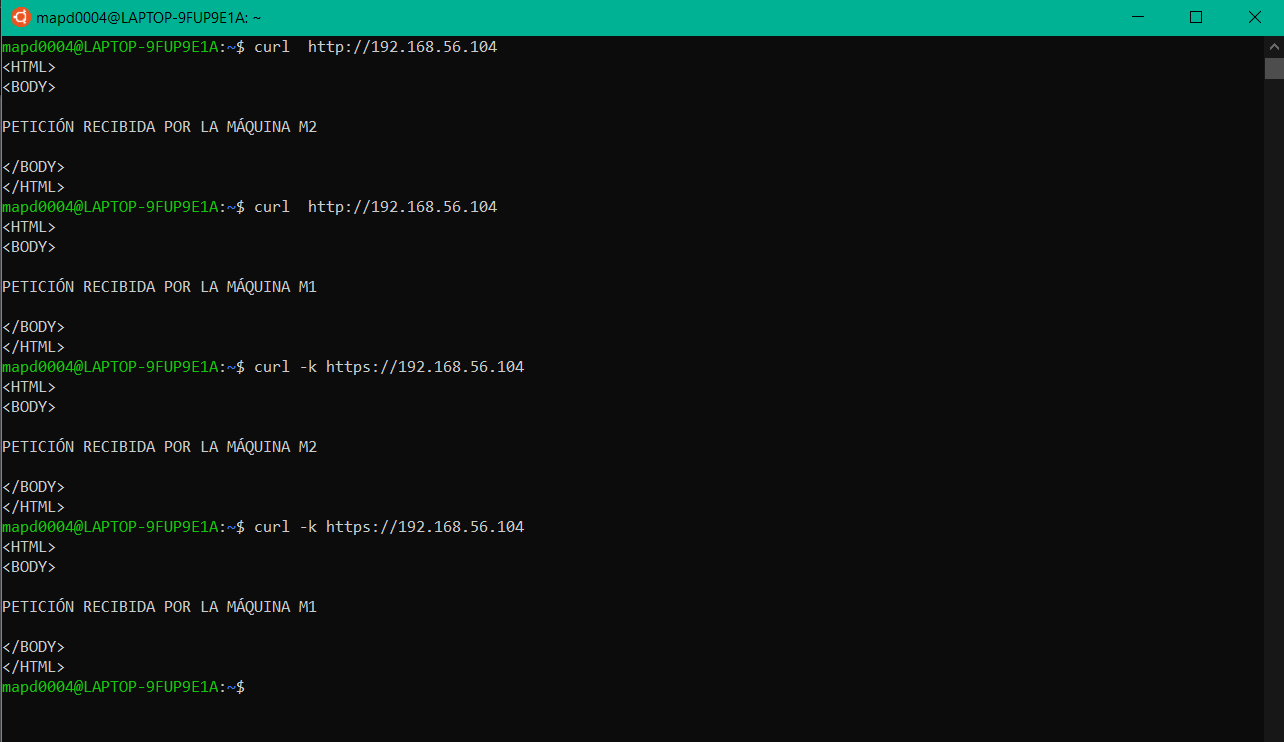 mapd0004@LAPTOP-9FUP9E1A: ~
mapd0004@LAPTOP-9FUP9E1A:~$ curl  http://192.168.56.104
<HTML>
<BODY>
PETICIÓN RECIBIDA POR LA MÁQUINA M2
</BODY>
</HTML>
mapd0004@LAPTOP-9FUP9E1A:~$ curl  http://192.168.56.104
<HTML>
<BODY>
PETICIÓN RECIBIDA POR LA MÁQUINA M1
</BODY>
</HTML>
mapd0004@LAPTOP-9FUP9E1A:~$ curl -k https://192.168.56.104
<HTML>
<BODY>
PETICIÓN RECIBIDA POR LA MÁQUINA M2
</BODY>
</HTML>
mapd0004@LAPTOP-9FUP9E1A:~$ curl -k https://192.168.56.104
<HTML>
<BODY>
PETICIÓN RECIBIDA POR LA MÁQUINA M1
</BODY>
</HTML>
mapd0004@LAPTOP-9FUP9E1A:~$